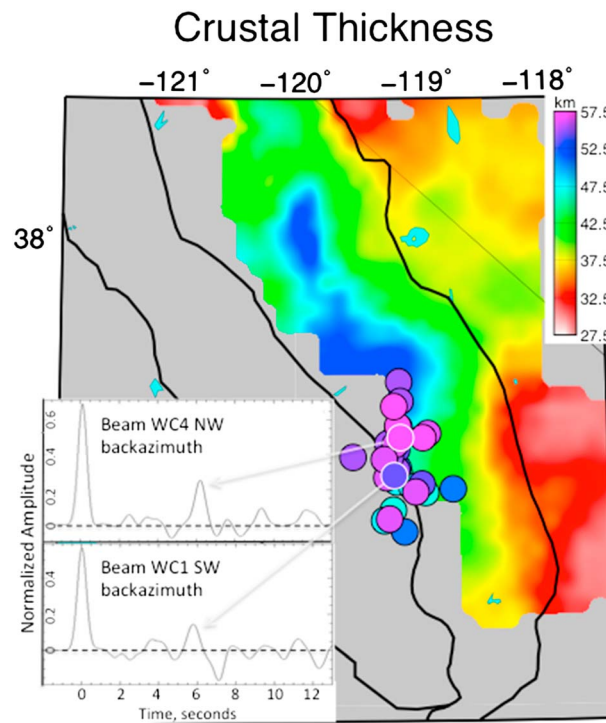 Crustal Thickness
−121° −120° −119° −118°
km
57.5
52.5
47.5
42.5
37.5
32.5
27.5
38°
Beam WC4 NW
backazimuth
0.6
0.4
0.2
0
Beam WC1 SW
backazimuth
0.4
0.2
0
Normalized Amplitude
0 2 4 6 8 10 12
Time, seconds